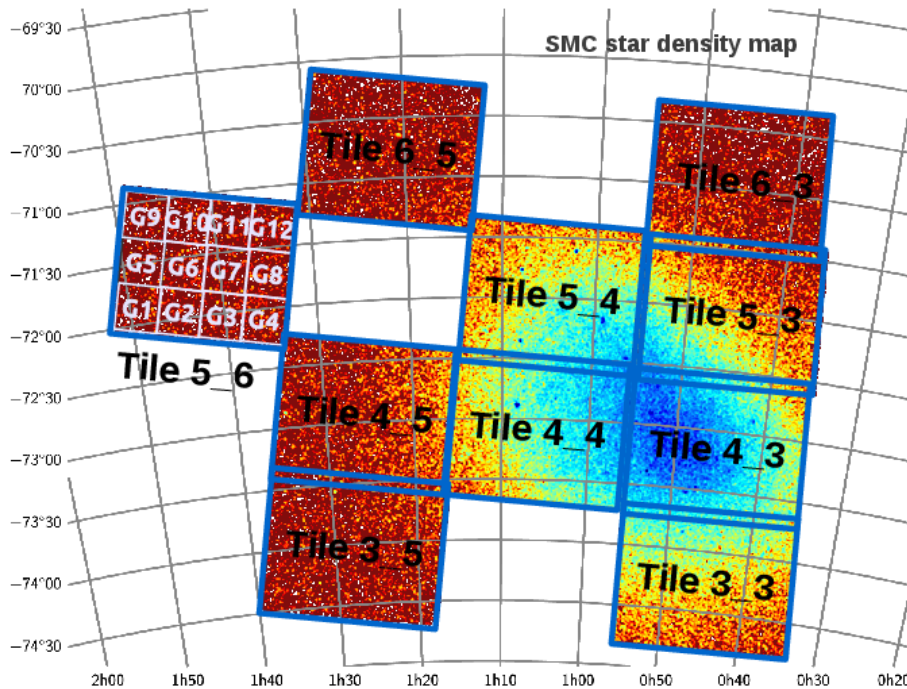 SMC star density map
−69°30
−70°00
−70°30
−71°00
−71°30
−72°00
−72°30
−73°00
−73°30
−74°00
−74°30
Tile 6_5
Tile 6_3
G9 G10 G11 G12
G5 G6 G7 G8
G1 G2 G3 G4
Tile 5_6
Tile 5_4
Tile 5_3
Tile 4_5
Tile 4_4
Tile 4_3
Tile 3_5
Tile 3_3
2h00 1h50 1h40 1h30 1h20 1h10 1h00 0h50 0h40 0h30 0h20